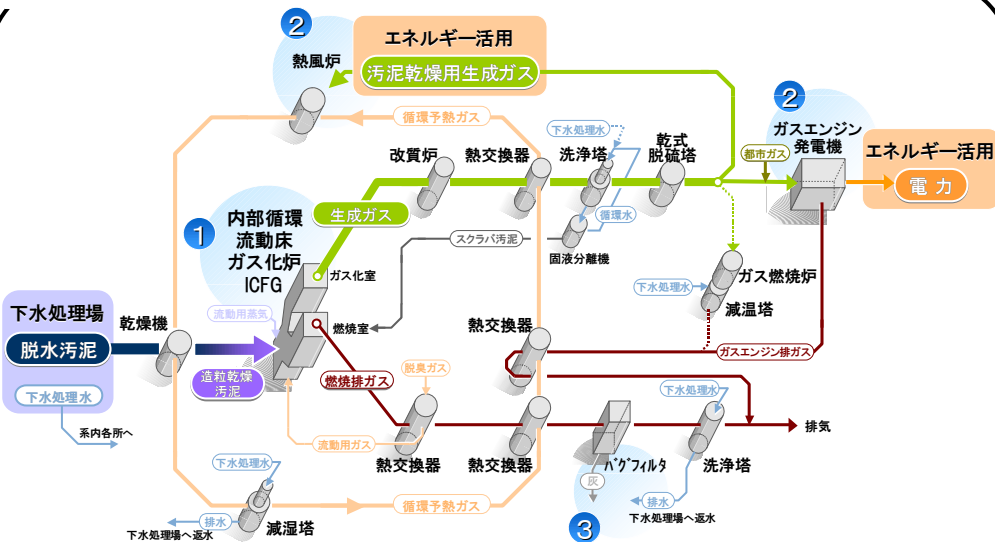 2
エネルギー活用
汚泥乾燥用生成ガス
熱風炉
循環予熱ガス
2
ガスエンジン
発電機
エネルギー活用
電 力
都市ガス
下水処理水
乾式
脱硫塔
洗浄塔
熱交換器
改質炉
循環水
生成ガス
1
内部循環
流動床
ガス化炉
ICFG
ガス化室
スクラバ汚泥
固液分離機
ガス燃焼炉
下水処理水
減温塔
下水処理場
脱水汚泥
下水処理水
系内各所へ
乾燥機
流動用蒸気
燃焼室
造粒乾燥
汚泥
燃焼排ガス
脱臭ガス
熱交換器
ガスエンジン排ガス
下水処理水
排気
流動用ガス
熱交換器
熱交換器
バグフィルタ
洗浄塔
灰
排水
下水処理場へ返水
3
下水処理水
循環予熱ガス
排水
減湿塔
下水処理場へ返水